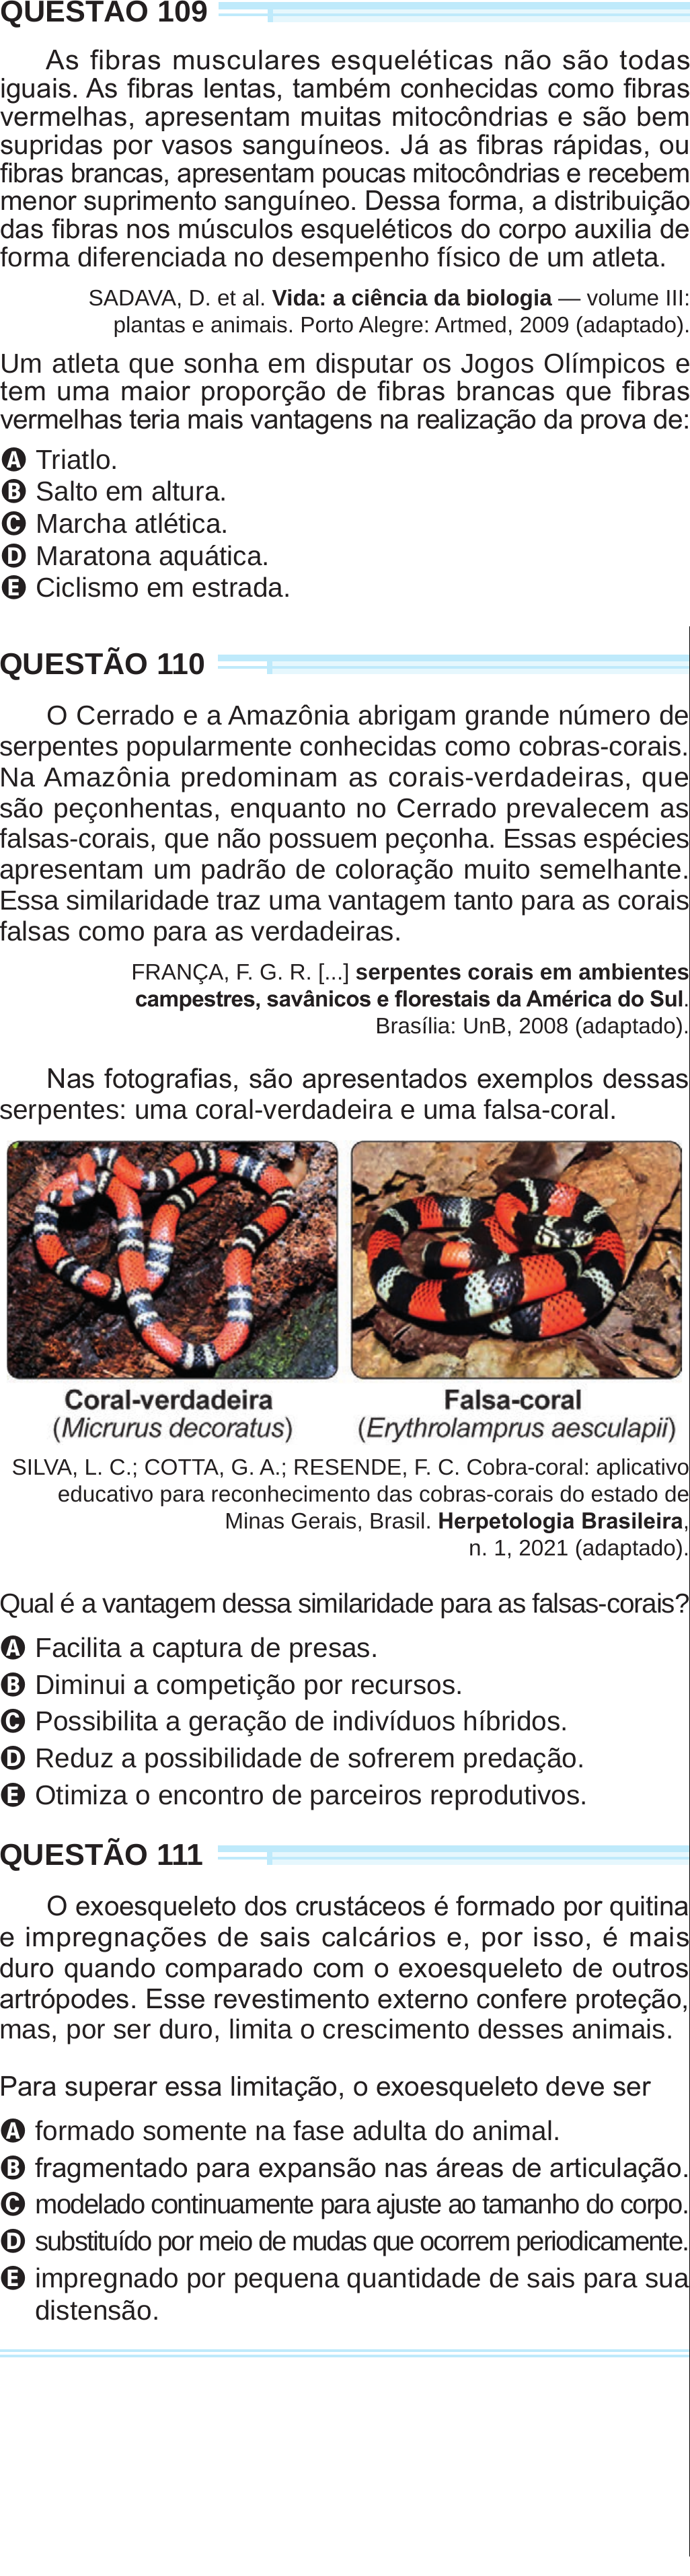 QUESTÃO 109
As fibras musculares esqueléticas não são todas
iguais. As fibras lentas, também conhecidas como fibras
vermelhas, apresentam muitas mitocôndrias e são bem
supridas por vasos sanguíneos. Já as fibras rápidas, ou
fibras brancas, apresentam poucas mitocôndrias e recebem
menor suprimento sanguíneo. Dessa forma, a distribuição
das fibras nos músculos esqueléticos do corpo auxilia de
forma diferenciada no desempenho físico de um atleta.
SADAVA, D. et al. Vida: a ciência da biologia — volume III:
plantas e animais. Porto Alegre: Artmed, 2009 (adaptado).
Um atleta que sonha em disputar os Jogos Olímpicos e
tem uma maior proporção de fibras brancas que fibras
vermelhas teria mais vantagens na realização da prova de:
A Triatlo.
B Salto em altura.
C Marcha atlética.
D Maratona aquática.
E Ciclismo em estrada.
QUESTÃO 110
O Cerrado e a Amazônia abrigam grande número de
serpentes popularmente conhecidas como cobras-corais.
Na Amazônia predominam as corais-verdadeiras, que
são peçonhentas, enquanto no Cerrado prevalecem as
falsas-corais, que não possuem peçonha. Essas espécies
apresentam um padrão de coloração muito semelhante.
Essa similaridade traz uma vantagem tanto para as corais
falsas como para as verdadeiras.
FRANÇA, F. G. R. [...] serpentes corais em ambientes
campestres, savânicos e florestais da América do Sul.
Brasília: UnB, 2008 (adaptado).
Nas fotografias, são apresentados exemplos dessas
serpentes: uma coral-verdadeira e uma falsa-coral.
Coral-verdadeira
(Micrurus decoratus)
Falsa-coral
(Erythrolamprus aesculapii)
SILVA, L. C.; COTTA, G. A.; RESENDE, F. C. Cobra-coral: aplicativo
educativo para reconhecimento das cobras-corais do estado de
Minas Gerais, Brasil. Herpetologia Brasileira,
n. 1, 2021 (adaptado).
Qual é a vantagem dessa similaridade para as falsas-corais?
A Facilita a captura de presas.
B Diminui a competição por recursos.
C Possibilita a geração de indivíduos híbridos.
D Reduz a possibilidade de sofrerem predação.
E Otimiza o encontro de parceiros reprodutivos.
QUESTÃO 111
O exoesqueleto dos crustáceos é formado por quitina
e impregnações de sais calcários e, por isso, é mais
duro quando comparado com o exoesqueleto de outros
artrópodes. Esse revestimento externo confere proteção,
mas, por ser duro, limita o crescimento desses animais.
Para superar essa limitação, o exoesqueleto deve ser
A formado somente na fase adulta do animal.
B fragmentado para expansão nas áreas de articulação.
C modelado continuamente para ajuste ao tamanho do corpo.
D substituído por meio de mudas que ocorrem periodicamente.
E impregnado por pequena quantidade de sais para sua
distensão.